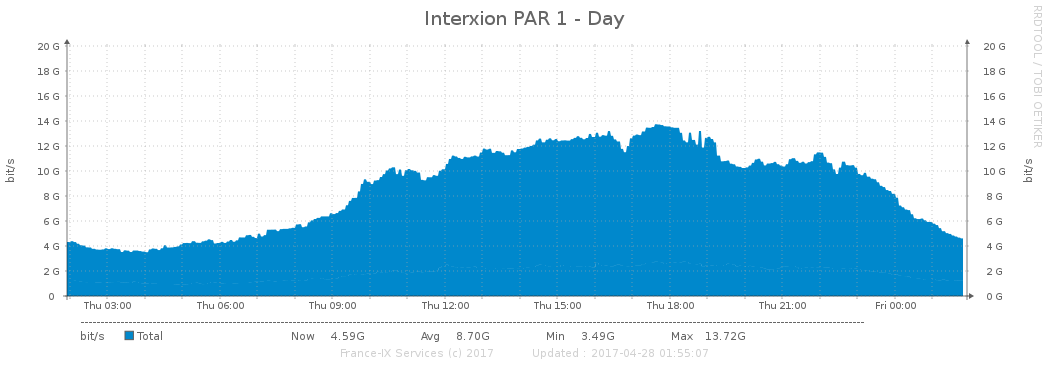 Interxion PAR 1 - Day
RRDTOOL / TOBI OETIKER
20 G 20 G
18 G 18 G
16 G 16 G
14 G 14 G
12 G 12 G
10 G 10 G
8 G 8 G
6 G 6 G
4 G 4 G
2 G 2 G
0 0 G
bit/s
bit/s
Thu 03:00 Thu 06:00 Thu 09:00 Thu 12:00 Thu 15:00 Thu 18:00 Thu 21:00 Fri 00:00
bit/s Total Now 4.59G Avg 8.70G Min 3.49G Max 13.72G
France-IX Services (c) 2017 Updated : 2017-04-28 01:55:07